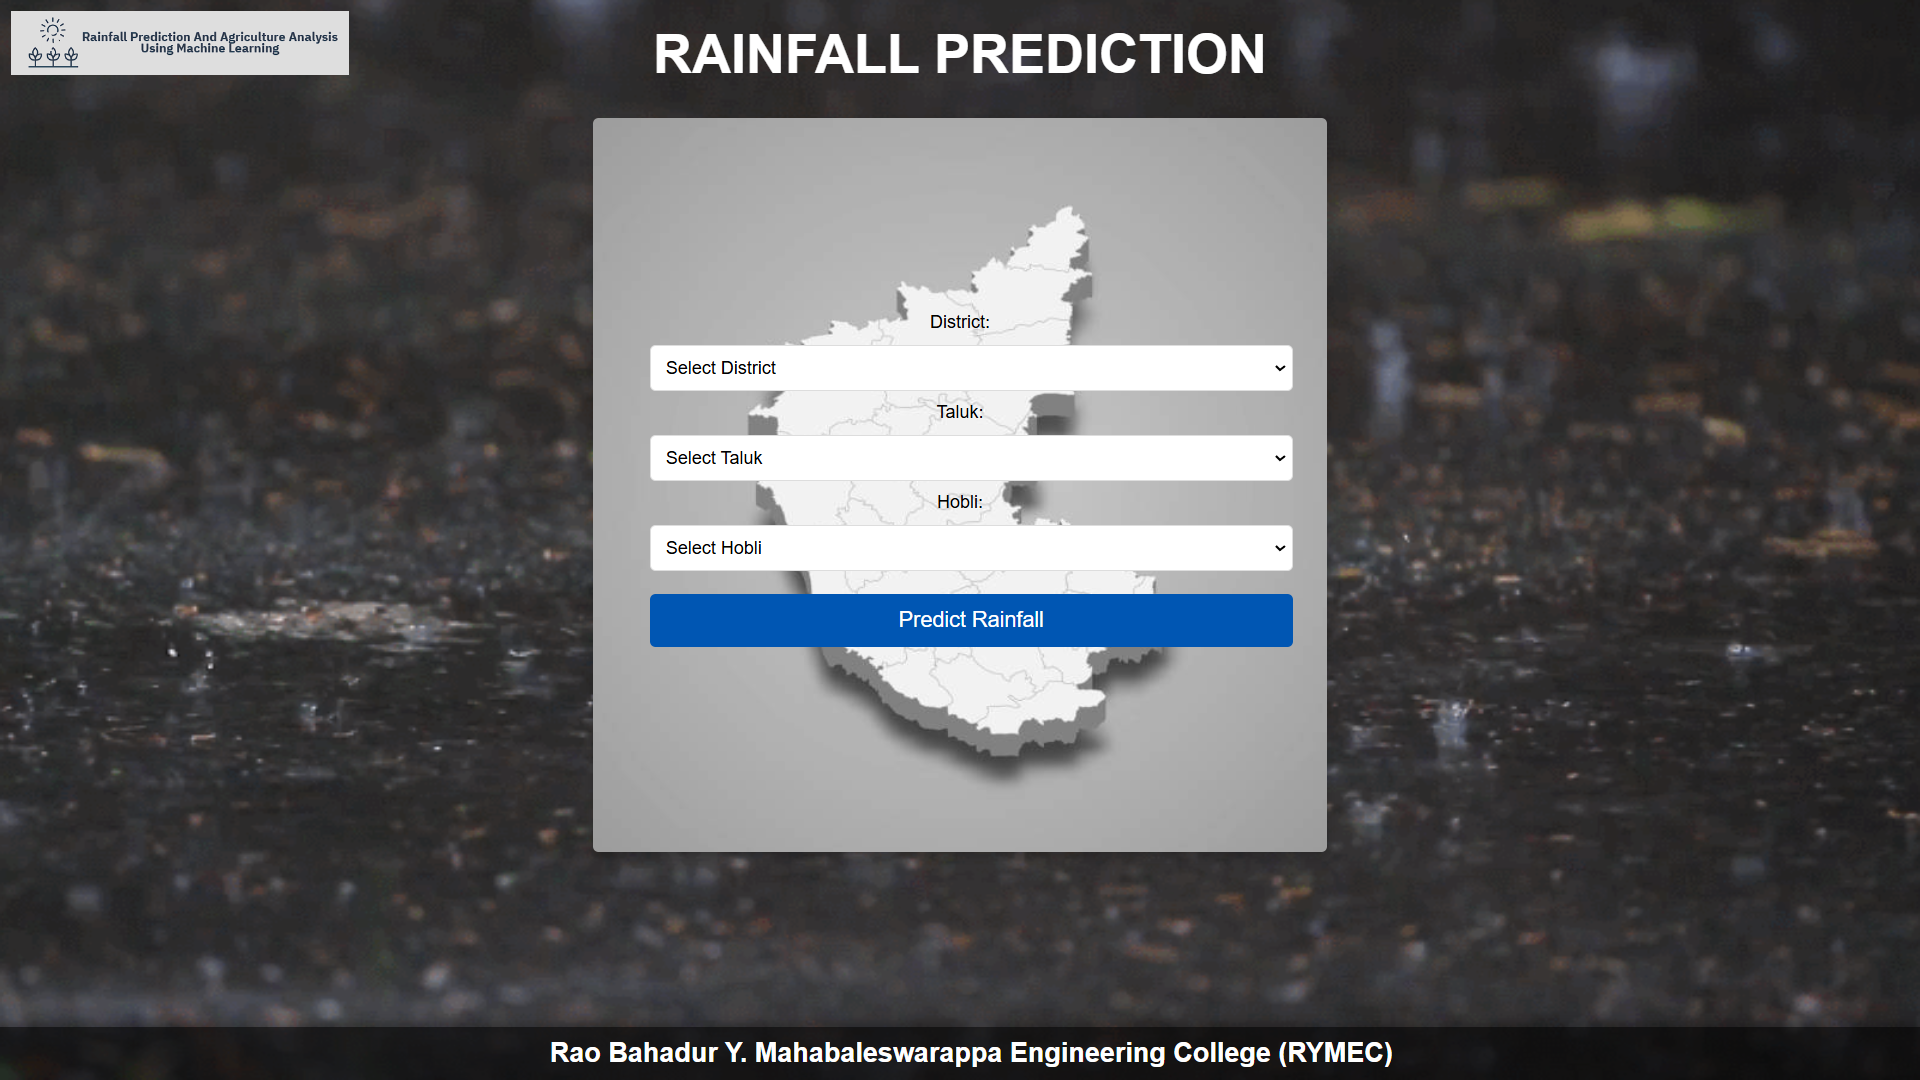 Rainfall Prediction And Agriculture Analysis
Using Machine Learning
RAINFALL PREDICTION
District:
Select District
Taluk:
Select Taluk
Hobli:
Select Hobli
Predict Rainfall
Rao Bahadur Y. Mahabaleswarappa Engineering College (RYMEC)